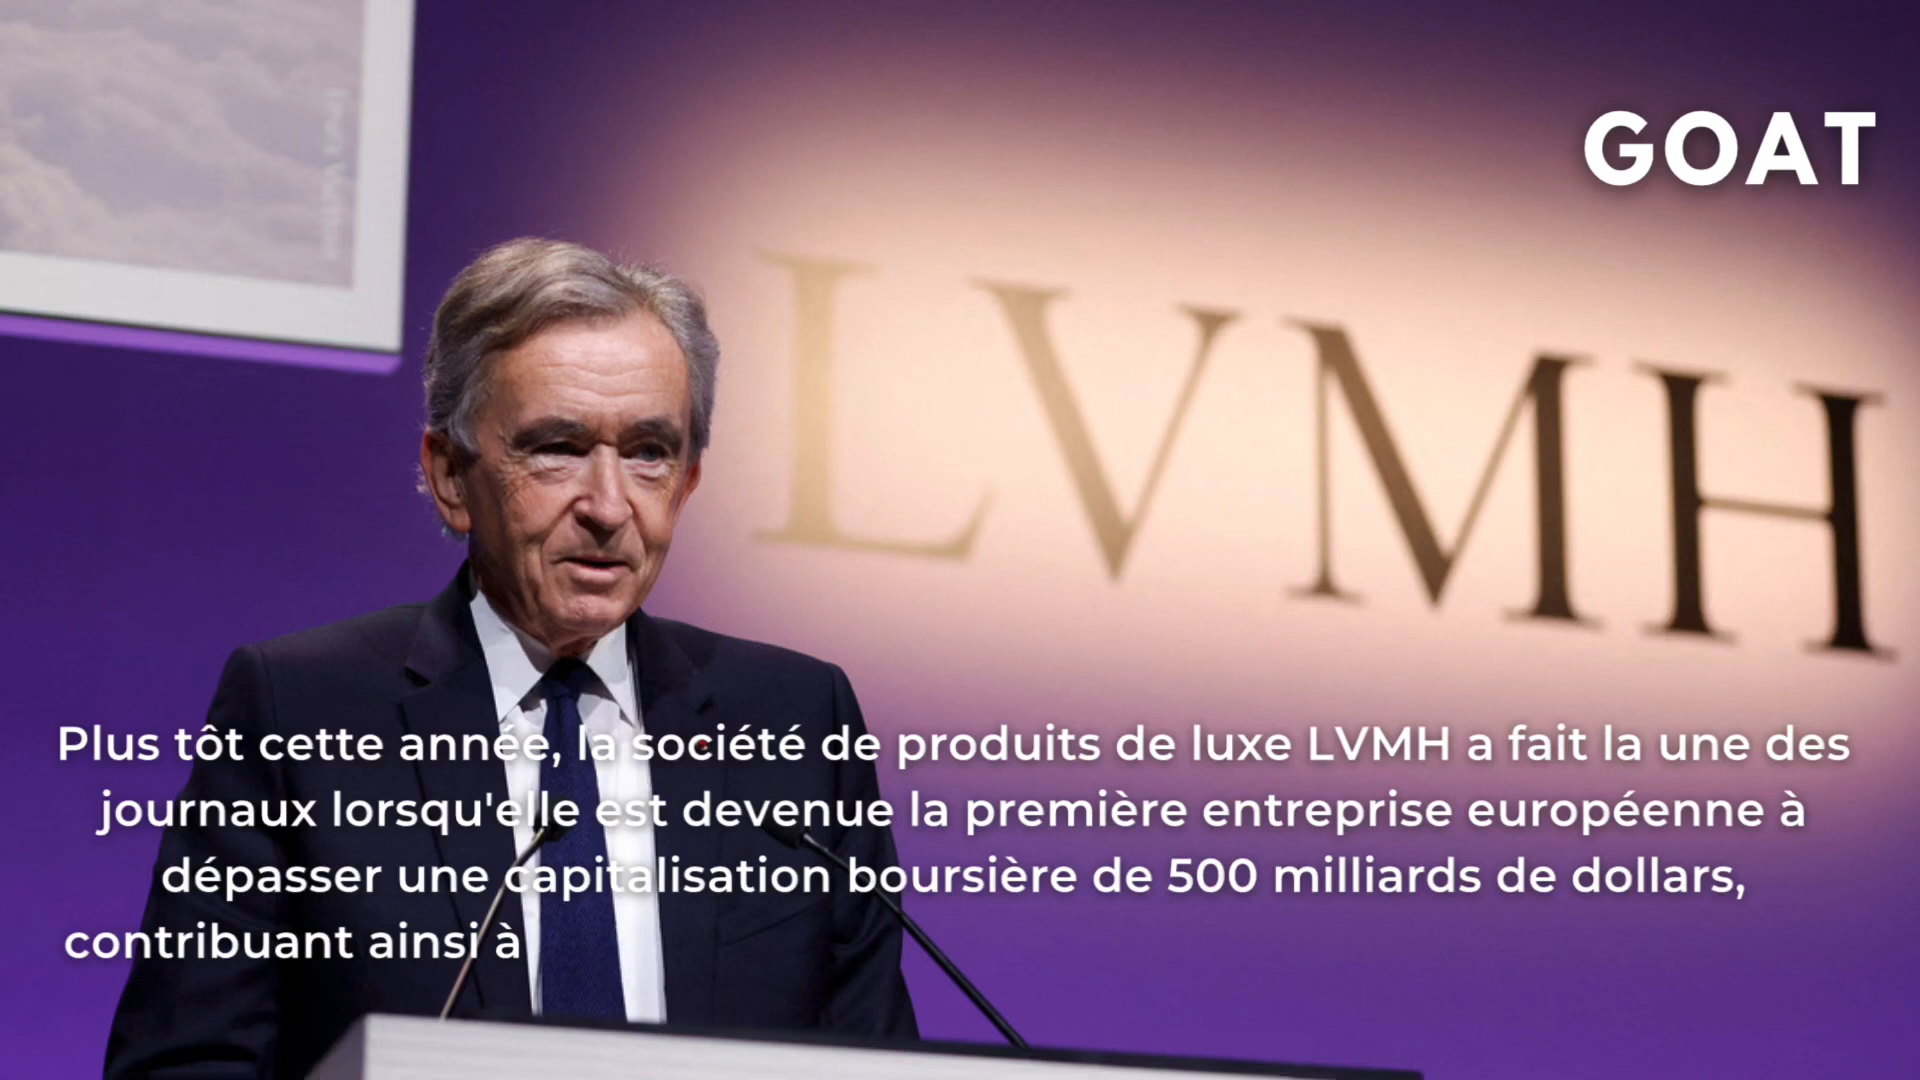 GOAT
LVMH
Plus tôt cette année, la société de produits de luxe LVMH a fait la une des
journaux lorsqu'elle est devenue la première entreprise européenne à
dépasser une capitalisation boursière de 500 milliards de dollars,
contribuant ainsi à